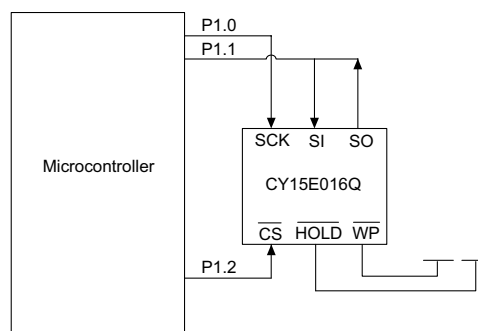 P1.0
P1.1
SCK SI SO
Microcontroller
CY15E016Q
CS HOLD WP
P1.2